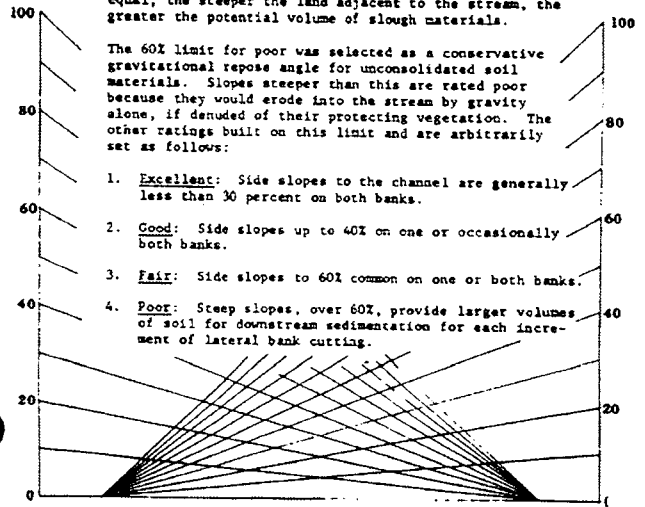 equal, the steeper the land adjacent to the stream, the
greater the potential volume of slough materials.
The 60% limit for poor was selected as a conservative
gravitational repose angle for unconsolidated soil
materials. Slopes steeper than this are rated poor
because they would erode into the stream by gravity
alone, if denuded of their protecting vegetation. The
other ratings built on this limit and are arbitrarily
set as follows:
1. Excellent: Side slopes to the channel are generally
less than 30 percent on both banks.
2. Good: Side slopes up to 40% on one or occasionally
both banks.
3. Fair: Side slopes to 60% common on one or both banks.
4. Poor: Steep slopes, over 60%, provide larger volumes
of soil for downstream sedimentation for each incre-
ment of lateral bank cutting.
100
80
60
40
20
0
100
80
60
40
20